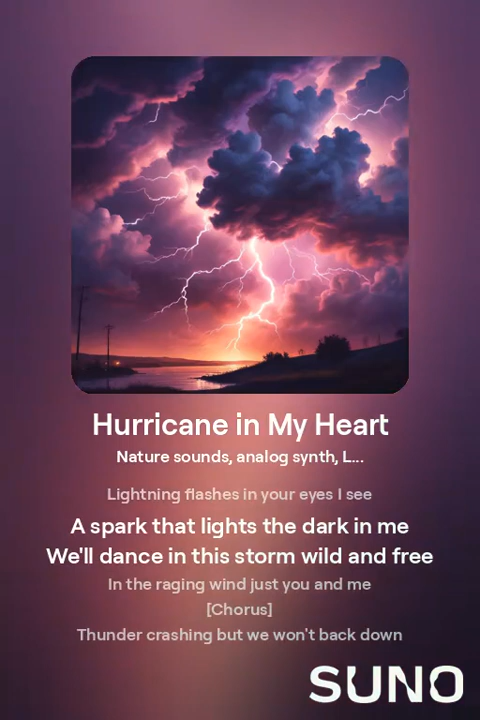 Hurricane in My Heart
Nature sounds, analog synth, L...
Lightning flashes in your eyes I see
A spark that lights the dark in me
We'll dance in this storm wild and free
In the raging wind just you and me
[Chorus]
Thunder crashing but we won't back down
SUNO